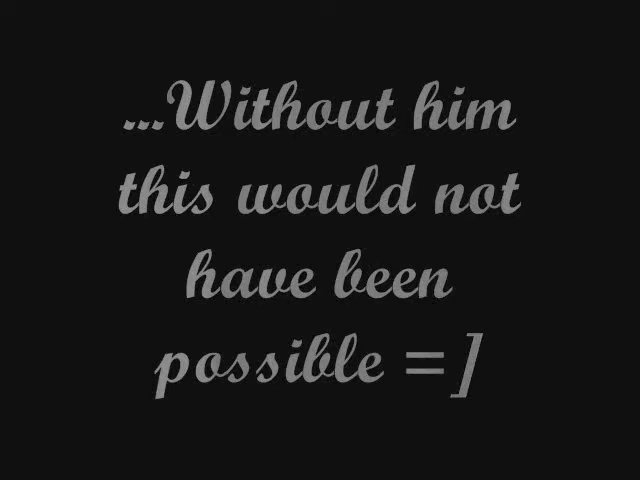 ...Without him
this would not
have been
possible =]